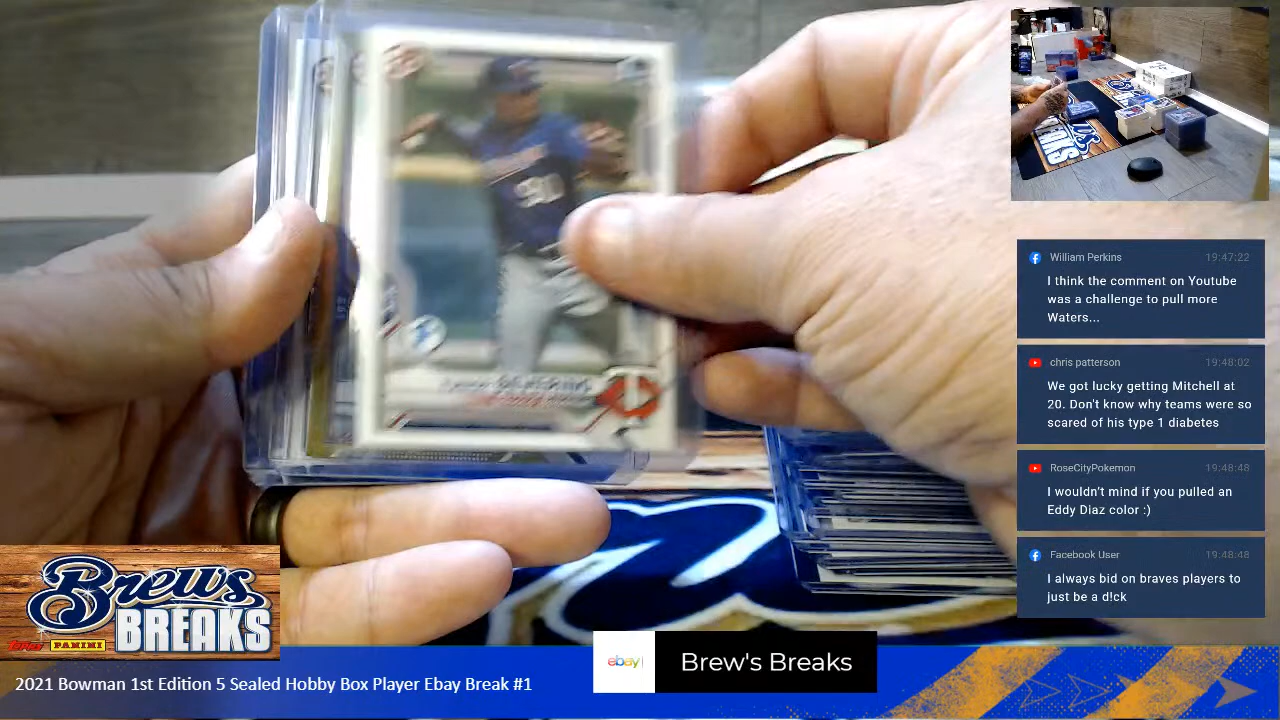 90
William Perkins 19:47:22
I think the comment on Youtube
was a challenge to pull more
Waters...
chris patterson 19:48:02
We got lucky getting Mitchell at
20. Don't know why teams were so
scared of his type 1 diabetes
RoseCityPokemon 19:48:48
I wouldn't mind if you pulled an
Eddy Diaz color :)
Facebook User 19:48:48
I always bid on braves players to
just be a d!ck
Brews
BREAKS
Topps PANINI
ebay Brew's Breaks
2021 Bowman 1st Edition 5 Sealed Hobby Box Player Ebay Break #1